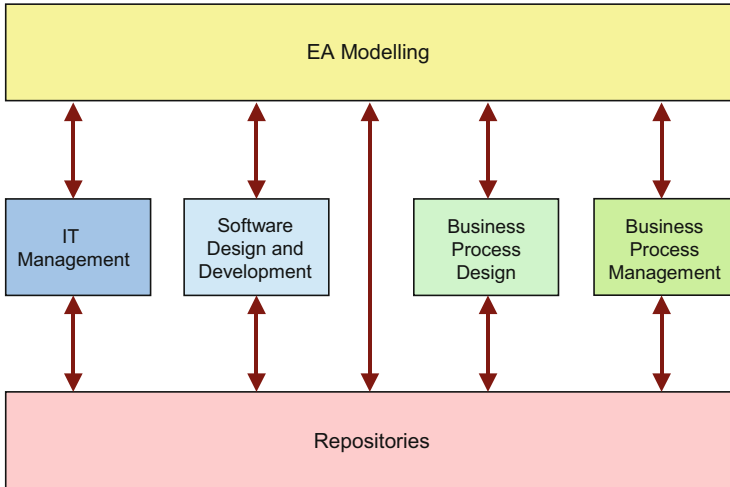 EA Modelling
IT
Management
Software
Design and
Development
Business
Process
Design
Business
Process
Management
Repositories